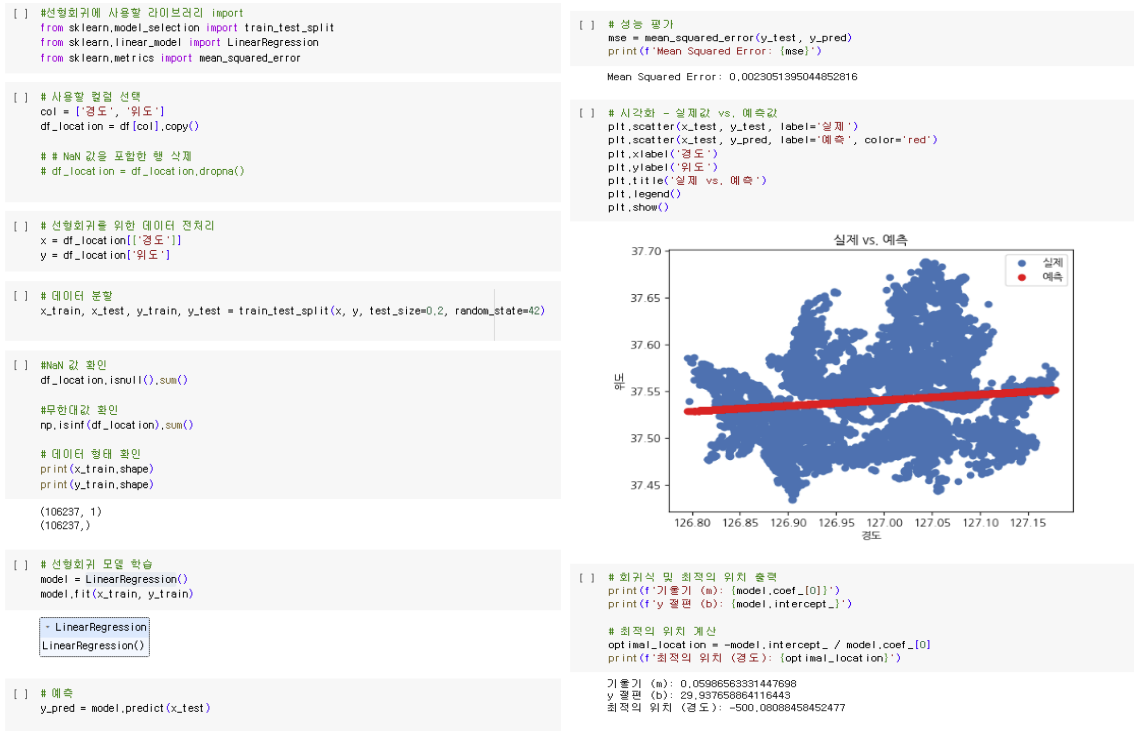 [ ] #선형회귀에 사용할 라이브러리 import
from sklearn.model_selection import train_test_split
from sklearn.linear_model import LinearRegression
from sklearn.metrics import mean_squared_error
[ ] # 사용할 컬럼 선택
col = ['경도', '위도']
df_location = df[col].copy()
# # NaN 값을 포함한 행 삭제
# df_location = df_location.dropna()
[ ] # 선형회귀를 위한 데이터 전처리
x = df_location[['경도']]
y = df_location['위도']
[ ] # 데이터 분할
x_train, x_test, y_train, y_test = train_test_split(x, y, test_size=0.2, random_state=42)
[ ] #NaN 값 확인
df_location.isnull().sum()
#무한대값 확인
np.isinf(df_location).sum()
# 데이터 형태 확인
print(x_train.shape)
print(y_train.shape)
(106237, 1)
(106237,)
[ ] # 선형회귀 모델 학습
model = LinearRegression()
model.fit(x_train, y_train)
- LinearRegression
LinearRegression()
[ ] # 예측
y_pred = model.predict(x_test)
[ ] # 성능 평가
mse = mean_squared_error(y_test, y_pred)
print(f'Mean Squared Error: {mse}')
Mean Squared Error: 0.0023051395044852816
[ ] # 시각화 - 실제값 vs. 예측값
plt.scatter(x_test, y_test, label='실제')
plt.scatter(x_test, y_pred, label='예측', color='red')
plt.xlabel('경도')
plt.ylabel('위도')
plt.title('실제 vs. 예측')
plt.legend()
plt.show()
실제 vs. 예측
실제
예측
37.70
37.65
37.60
37.55
37.50
37.45
위도
126.80 126.85 126.90 126.95 127.00 127.05 127.10 127.15
경도
[ ] # 회귀식 및 최적의 위치 출력
print(f'기울기 (m): {model.coef_[0]}')
print(f'y 절편 (b): {model.intercept_}')
# 최적의 위치 계산
optimal_location = -model.intercept_ / model.coef_[0]
print(f'최적의 위치 (경도): {optimal_location}')
기울기 (m): 0.05986563331447698
y 절편 (b): 29.937658864116443
최적의 위치 (경도): -500.08088458452477